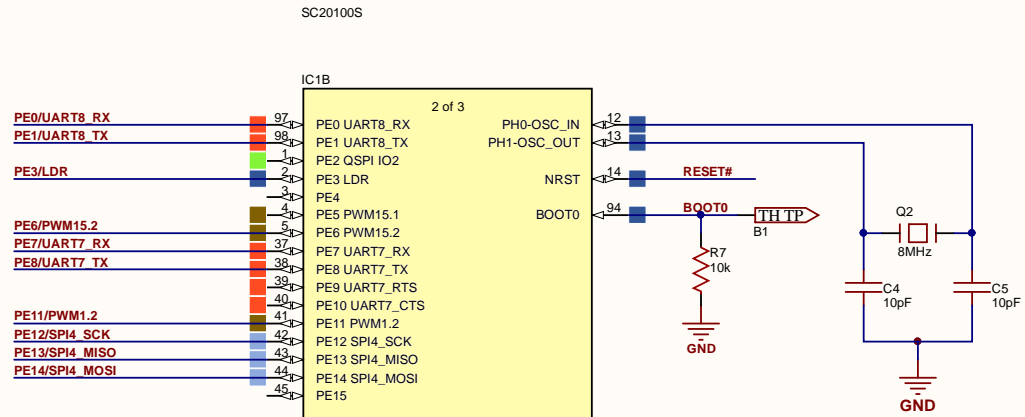 SC20100S
IC1B
2 of 3
PE0/UART8_RX 97 PE0 UART8_RX PH0-OSC_IN 12
PE1/UART8_TX 98 PE1 UART8_TX PH1-OSC_OUT 13
1 PE2 QSPI IO2
PE3/LDR 2 PE3 LDR NRST 14 RESET#
3 PE4
4 PE5 PWM15.1 BOOT0 94 BOOT0 TH TP
B1
PE6/PWM15.2 5 PE6 PWM15.2
Q2
8MHz
PE7/UART7_RX 37 PE7 UART7_RX
R7
10k
PE8/UART7_TX 38 PE8 UART7_TX
39 PE9 UART7_RTS
C4
10pF
C5
10pF
40 PE10 UART7_CTS
PE11/PWM1.2 41 PE11 PWM1.2
PE12/SPI4_SCK 42 PE12 SPI4_SCK
GND
PE13/SPI4_MISO 43 PE13 SPI4_MISO
PE14/SPI4_MOSI 44 PE14 SPI4_MOSI
45 PE15
GND